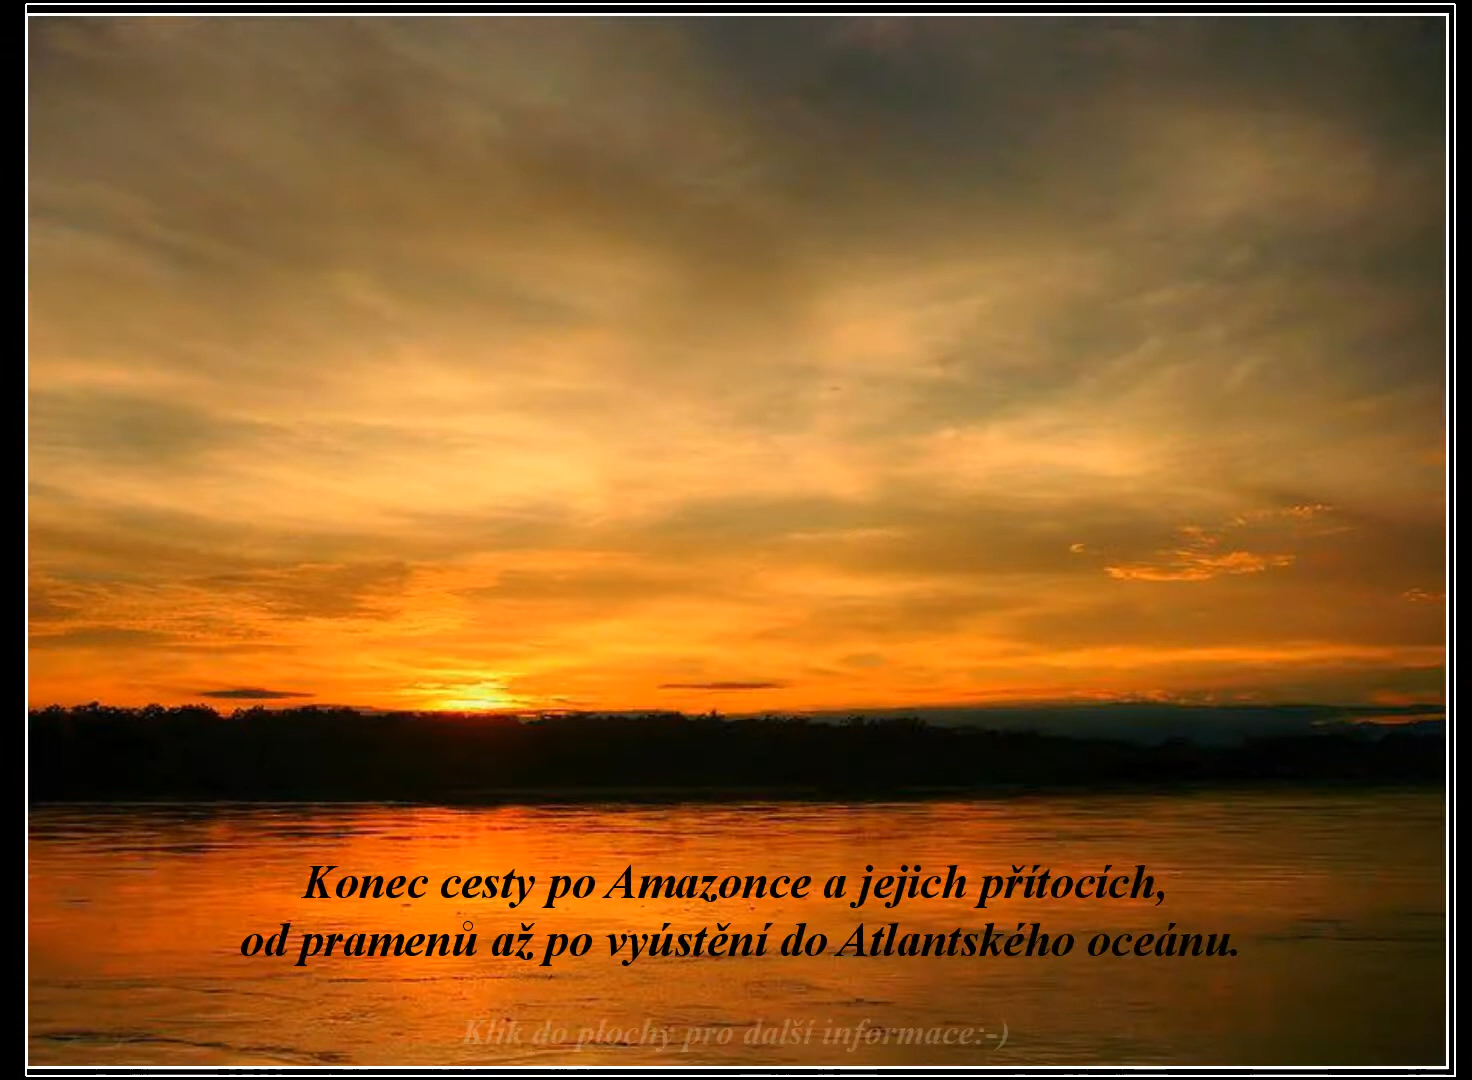 Konec cesty po Amazonce a jejich přítocích,
od pramenů až po vyústění do Atlantského oceánu.
Klik do plochy pro další informace:-)